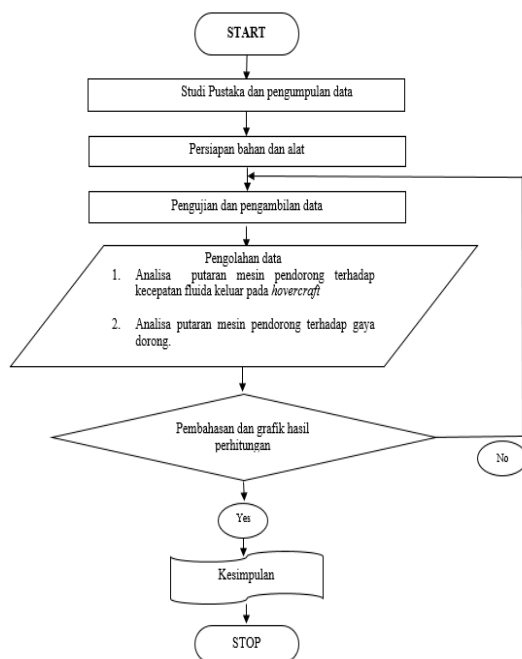 START
Studi Pustaka dan pengumpulan data
Persiapan bahan dan alat
Pengujian dan pengambilan data
Pengolahan data
1. Analisa putaran mesin pendorong terhadap
kecepatan fluida keluar pada hovercraft
2. Analisa putaran mesin pendorong terhadap gaya
dorong.
Pembahasan dan grafik hasil
perhitungan
No
Yes
Kesimpulan
STOP